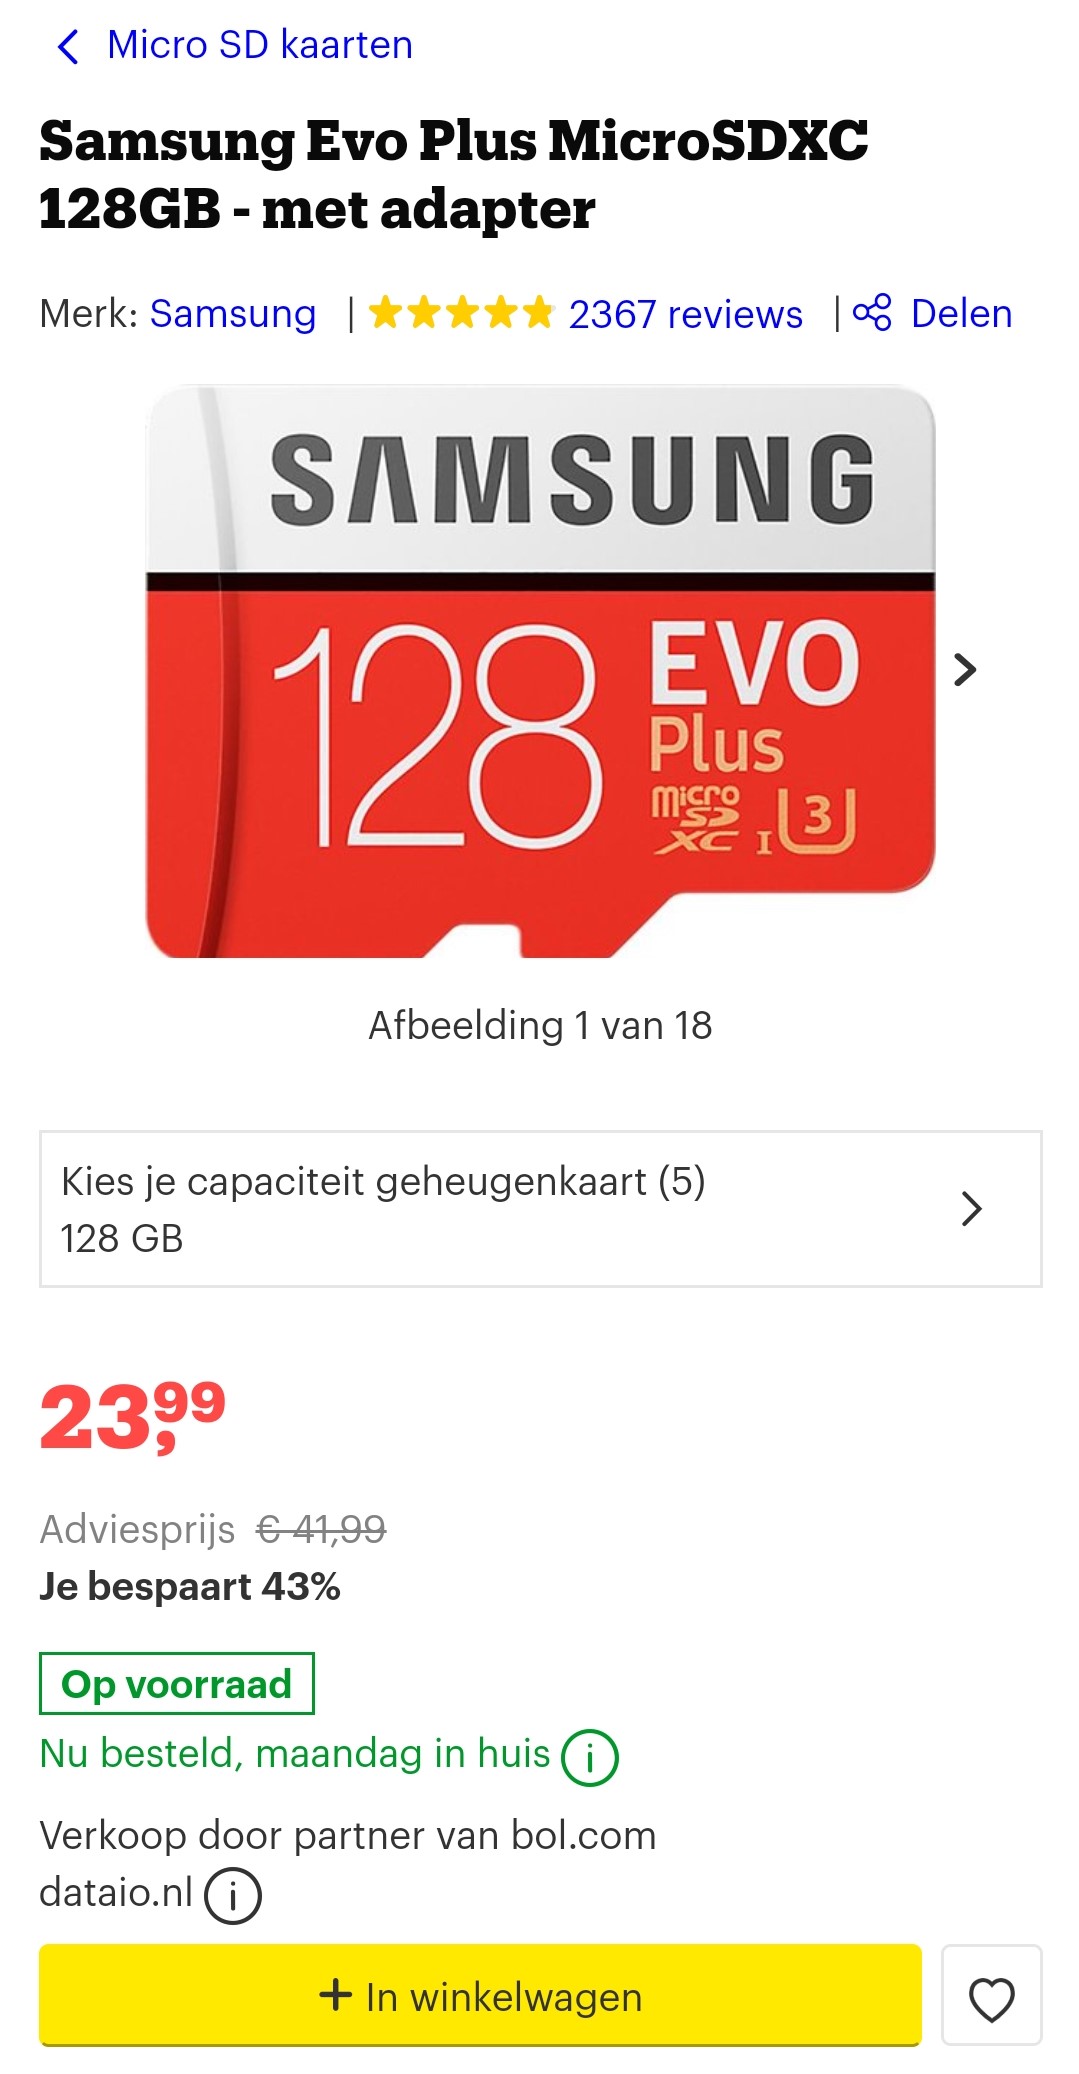 Micro SD kaarten
Samsung Evo Plus MicroSDXC
128GB - met adapter
Merk: Samsung | 2367 reviews | Delen
SAMSUNG
128 EVO
Plus
micro
SD
XC I U3
Afbeelding 1 van 18
Kies je capaciteit geheugenkaart (5)
128 GB
23,99
Adviesprijs € 41,99
Je bespaart 43%
Op voorraad
Nu besteld, maandag in huis i
Verkoop door partner van bol.com
dataio.nl i
+ In winkelwagen